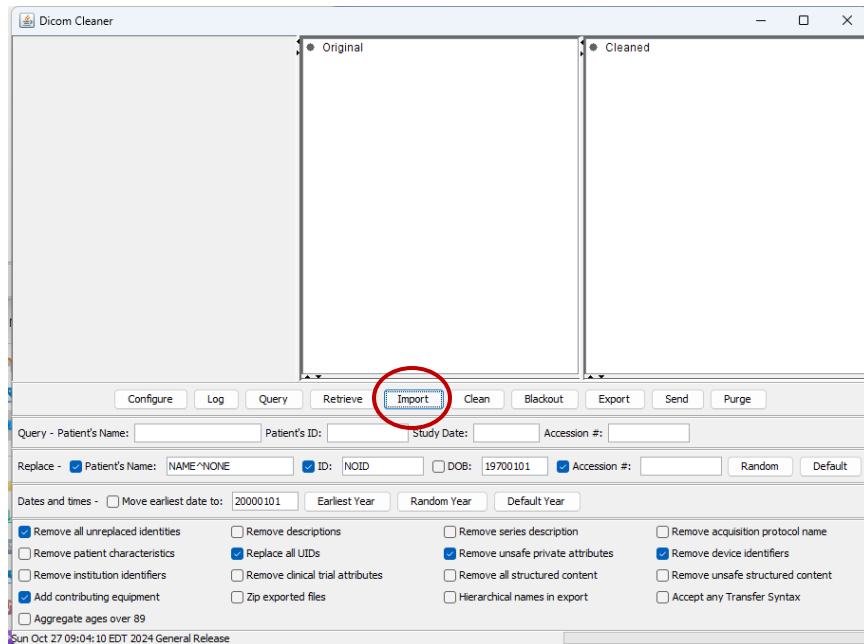 Dicom Cleaner
Original
Cleaned
Configure Log Query Retrieve Import Clean Blackout Export Send Purge
Query - Patient's Name: Patient's ID: Study Date: Accession #:
Replace - Patient's Name: NAME^NONE ID: NOID DOB: 19700101 Accession #: Random Default
Dates and times - Move earliest date to: 20000101 Earliest Year Random Year Default Year
Remove all unreplaced identities Remove descriptions Remove series description Remove acquisition protocol name
Remove patient characteristics Replace all UIDs Remove unsafe private attributes Remove device identifiers
Remove institution identifiers Remove clinical trial attributes Remove all structured content Remove unsafe structured content
Add contributing equipment Zip exported files Hierarchical names in export Accept any Transfer Syntax
Aggregate ages over 89
Sun Oct 27 09:04:10 EDT 2024 General Release